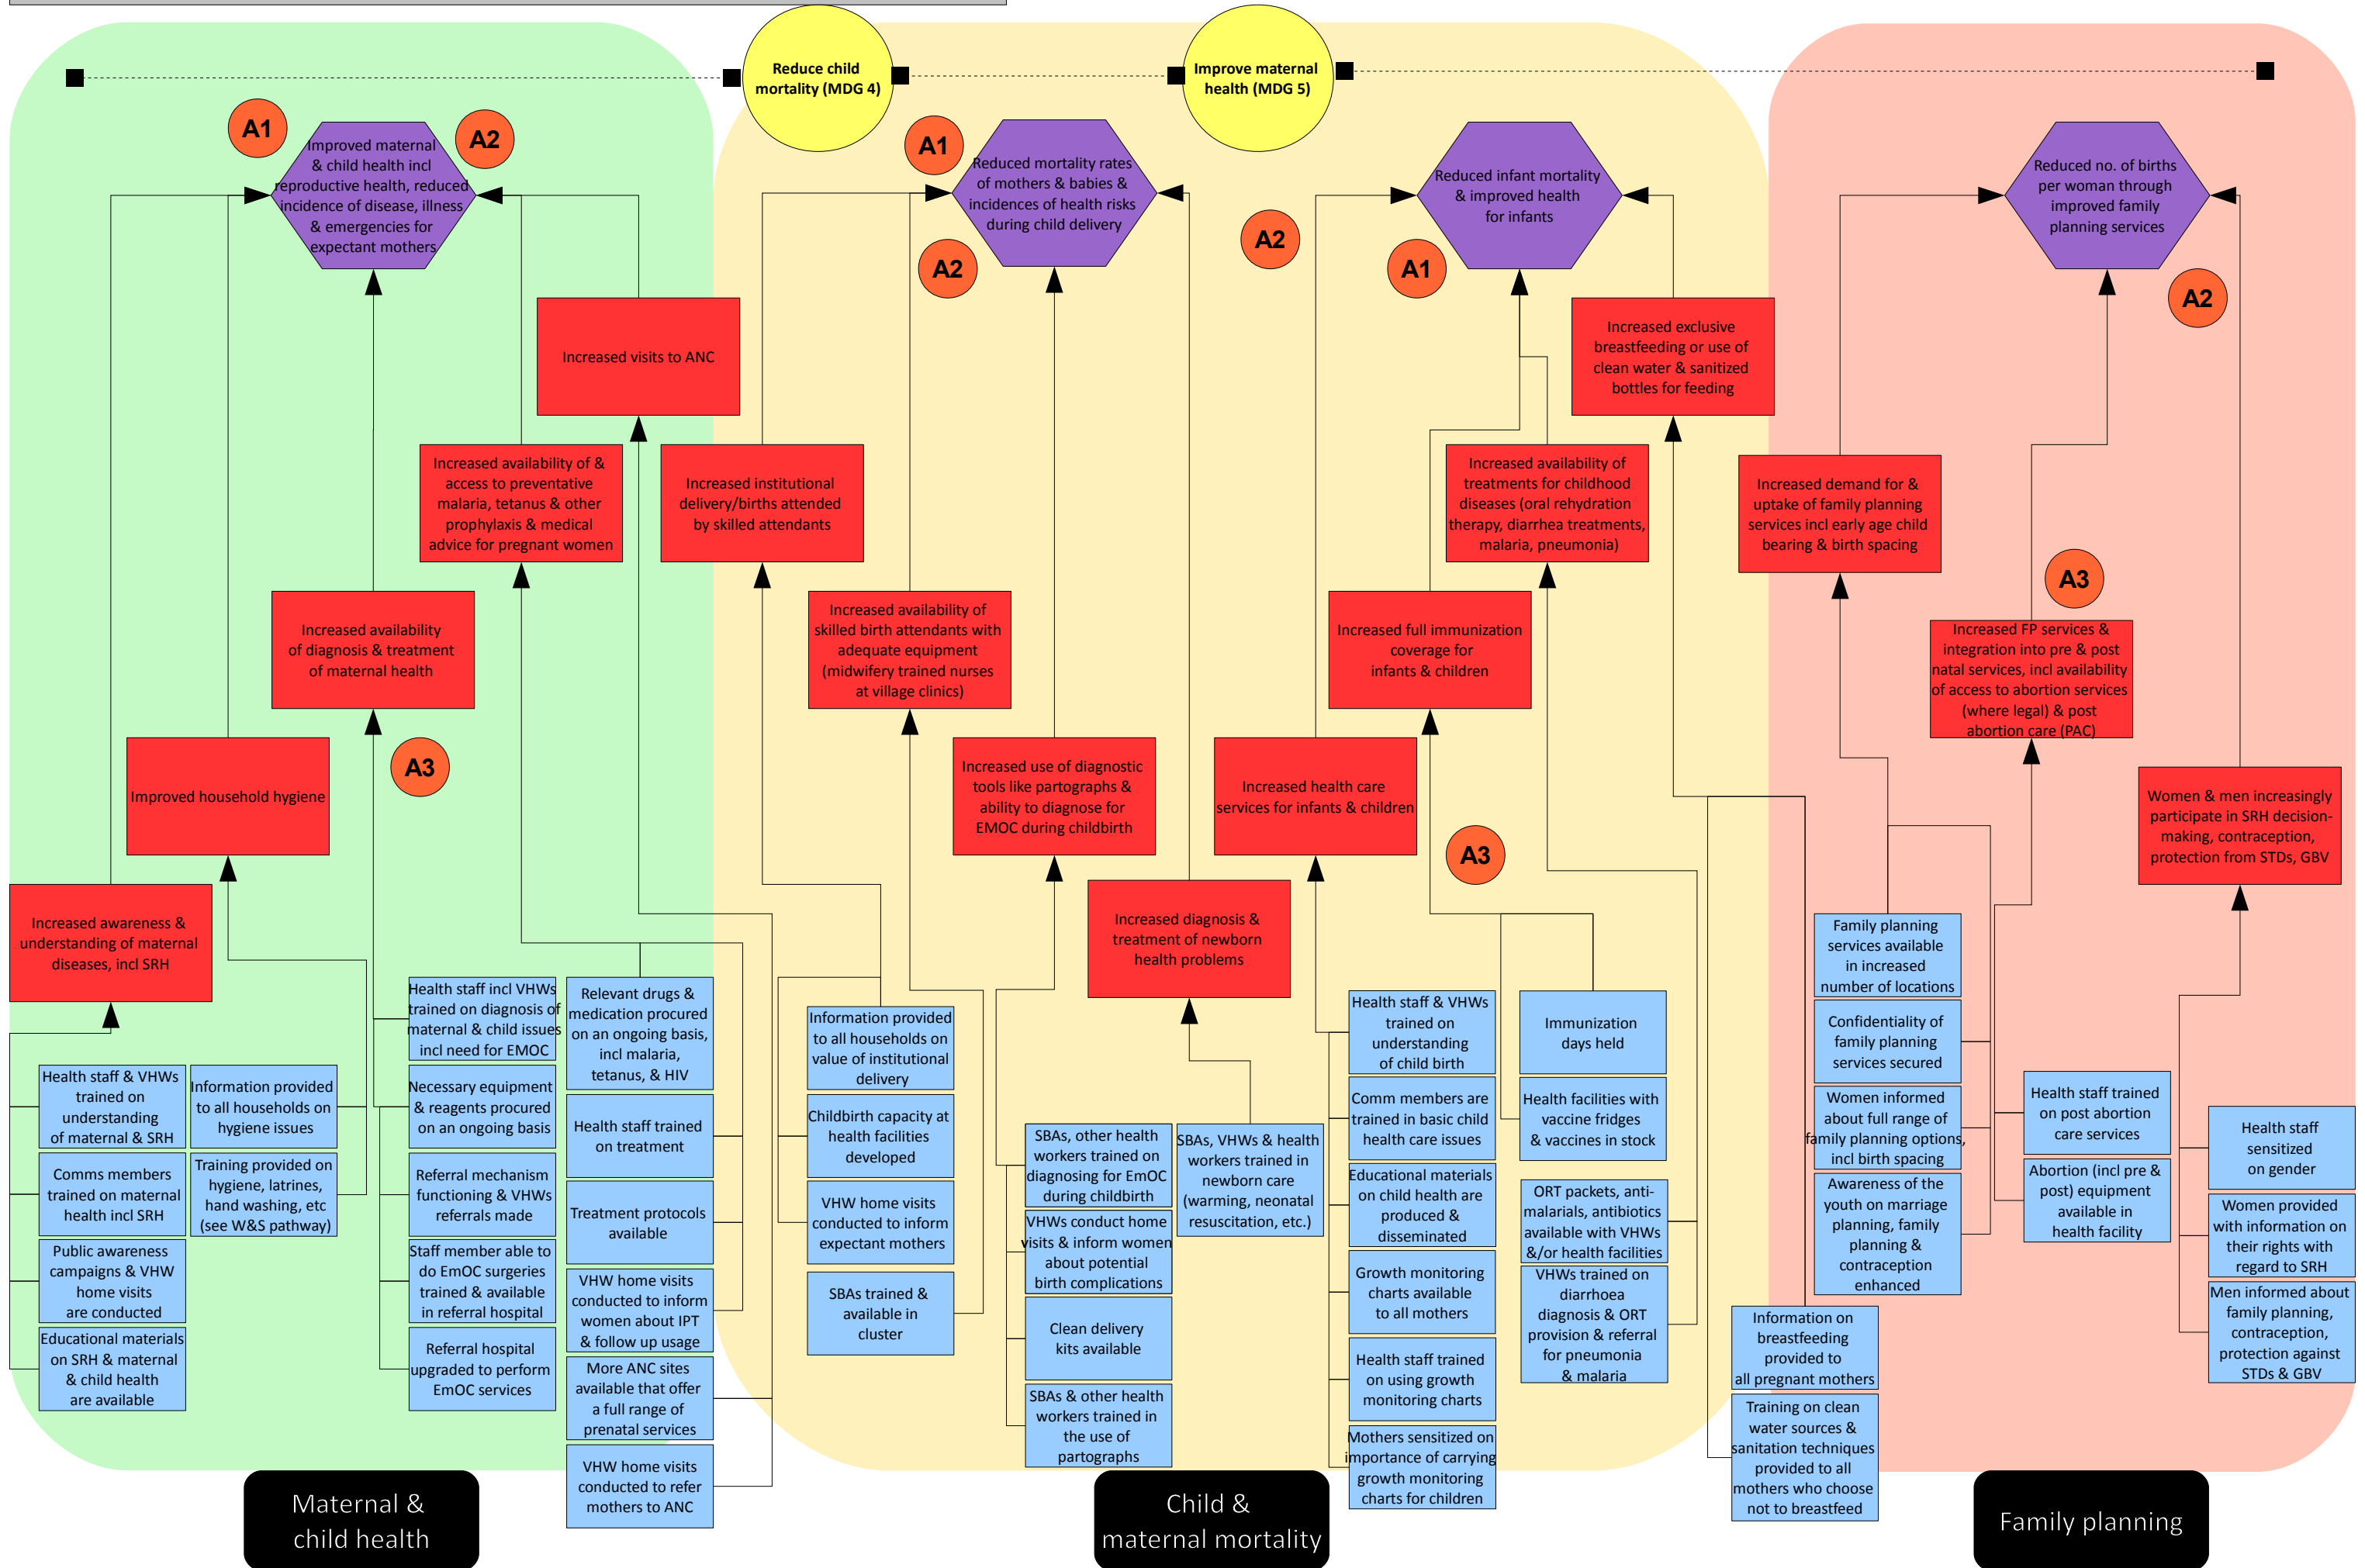 Reduce child
mortality (MDG 4)
Improve maternal
health (MDG 5)
A1
A2
Improved maternal
& child health incl
reproductive health, reduced
incidence of disease, illness
& emergencies for
expectant mothers
A1
Reduced mortality rates
of mothers & babies &
incidences of health risks
during child delivery
A2
A2
A1
Reduced infant mortality
& improved health
for infants
Reduced no. of births
per woman through
improved family
planning services
A2
Increased visits to ANC
Increased exclusive
breastfeeding or use of
clean water & sanitized
bottles for feeding
Increased availability of &
access to preventative
malaria, tetanus & other
prophylaxis & medical
advice for pregnant women
Increased institutional
delivery/births attended
by skilled attendants
Increased availability of
treatments for childhood
diseases (oral rehydration
therapy, diarrhea treatments,
malaria, pneumonia)
Increased demand for &
uptake of family planning
services incl early age child
bearing & birth spacing
A3
Increased availability
of diagnosis & treatment
of maternal health
Increased availability of
skilled birth attendants with
adequate equipment
(midwifery trained nurses
at village clinics)
Increased full immunization
coverage for
infants & children
Increased FP services &
integration into pre & post
natal services, incl availability
of access to abortion services
(where legal) & post
abortion care (PAC)
Improved household hygiene
A3
Increased use of diagnostic
tools like partographs &
ability to diagnose for
EMOC during childbirth
Increased health care
services for infants & children
A3
Women & men increasingly
participate in SRH decision-
making, contraception,
protection from STDs, GBV
Increased awareness &
understanding of maternal
diseases, incl SRH
Increased diagnosis &
treatment of newborn
health problems
Health staff & VHWs
trained on
understanding
of maternal & SRH
Comms members
trained on maternal
health incl SRH
Public awareness
campaigns & VHW
home visits
are conducted
Educational materials
on SRH & maternal
& child health
are available
Information provided
to all households on
hygiene issues
Training provided on
hygiene, latrines,
hand washing, etc
(see W&S pathway)
Health staff incl VHWs
trained on diagnosis of
maternal & child issues
incl need for EMOC
Necessary equipment
& reagents procured
on an ongoing basis
Referral mechanism
functioning & VHWs
referrals made
Staff member able to
do EmOC surgeries
trained & available
in referral hospital
Referral hospital
upgraded to perform
EmOC services
Relevant drugs &
medication procured
on an ongoing basis,
incl malaria,
tetanus, & HIV
Health staff trained
on treatment
Treatment protocols
available
VHW home visits
conducted to inform
women about IPT
& follow up usage
More ANC sites
available that offer
a full range of
prenatal services
VHW home visits
conducted to refer
mothers to ANC
Information provided
to all households on
value of institutional
delivery
Childbirth capacity at
health facilities
developed
VHW home visits
conducted to inform
expectant mothers
SBAs trained &
available in
cluster
SBAs, other health
workers trained on
diagnosing for EmOC
during childbirth
VHWs conduct home
visits & inform women
about potential
birth complications
Clean delivery
kits available
SBAs & other health
workers trained in
the use of
partographs
SBAs, VHWs & health
workers trained in
newborn care
(warming, neonatal
resuscitation, etc.)
Health staff & VHWs
trained on
understanding
of child birth
Comm members are
trained in basic child
health care issues
Educational materials
on child health are
produced &
disseminated
Growth monitoring
charts available
to all mothers
Health staff trained
on using growth
monitoring charts
Mothers sensitized on
importance of carrying
growth monitoring
charts for children
Immunization
days held
Health facilities with
vaccine fridges
& vaccines in stock
ORT packets, anti-
malarials, antibiotics
available with VHWs
&/or health facilities
VHWs trained on
diarrhoea
diagnosis & ORT
provision & referral
for pneumonia
& malaria
Information on
breastfeeding
provided to
all pregnant mothers
Training on clean
water sources &
sanitation techniques
provided to all
mothers who choose
not to breastfeed
Family planning
services available
in increased
number of locations
Confidentiality of
family planning
services secured
Women informed
about full range of
family planning options,
incl birth spacing
Awareness of the
youth on marriage
planning, family
planning &
contraception
enhanced
Health staff trained
on post abortion
care services
Abortion (incl pre &
post) equipment
available in
health facility
Health staff
sensitized
on gender
Women provided
with information on
their rights with
regard to SRH
Men informed about
family planning,
contraception,
protection against
STDs & GBV
Maternal &
child health
Child &
maternal mortality
Family planning